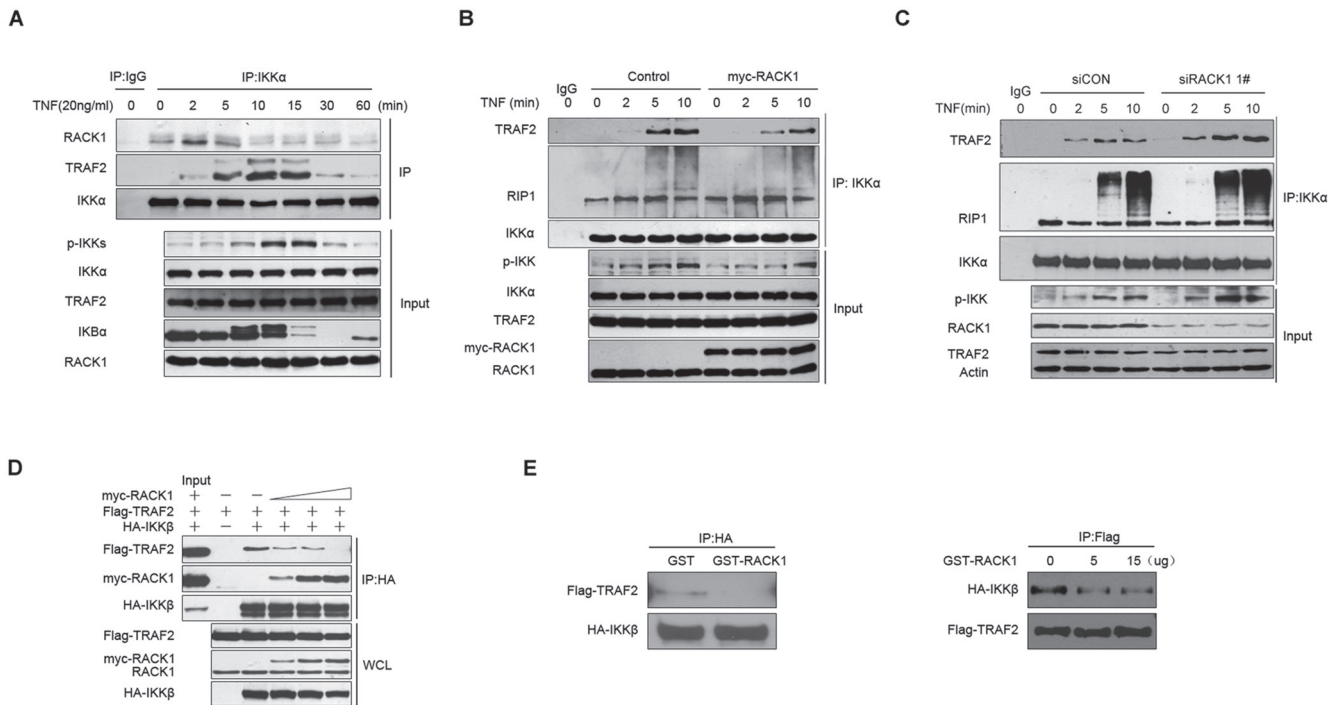 A
IP:IgG IP:IKKα
TNF(20ng/ml) 0 0 2 5 10 15 30 60 (min)
RACK1
TRAF2
IKKα
IP
p-IKKs
IKKα
TRAF2
IKBα
RACK1
Input
B
IgG Control myc-RACK1
TNF (min) 0 0 2 5 10 0 2 5 10
TRAF2
RIP1
IKKα
IP: IKKα
p-IKK
IKKα
TRAF2
myc-RACK1
RACK1
Input
C
IgG siCON siRACK1 1#
TNF(min) 0 0 2 5 10 0 2 5 10
TRAF2
RIP1
IKKα
IP:IKKα
p-IKK
RACK1
TRAF2
Actin
Input
D
Input
myc-RACK1 + − −
Flag-TRAF2 + + + + + +
HA-IKKβ + − + + + +
Flag-TRAF2
myc-RACK1
HA-IKKβ
IP:HA
Flag-TRAF2
myc-RACK1
RACK1
HA-IKKβ
WCL
E
IP:HA
GST GST-RACK1
Flag-TRAF2
HA-IKKβ
IP:Flag
GST-RACK1 0 5 15 (ug)
HA-IKKβ
Flag-TRAF2